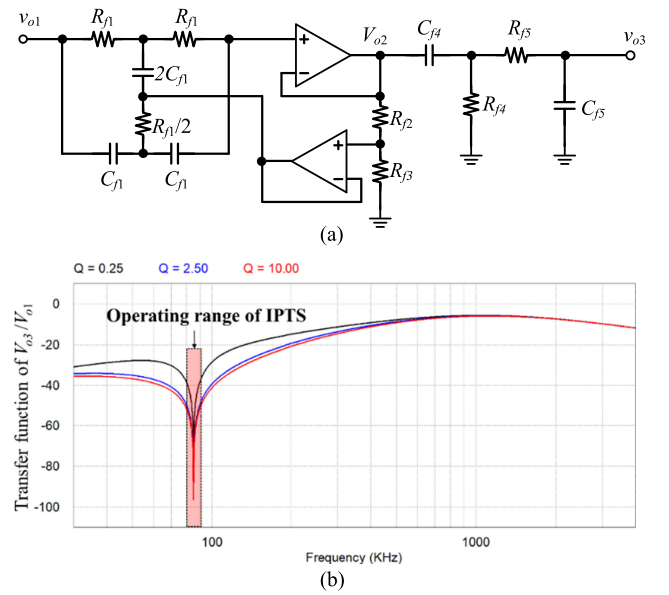 v_o1 R_f1 R_f1 V_o2 C_f4 R_f5 v_o3
+
−
2C_f1
R_f1/2
R_f2
R_f4
C_f5
+
−
R_f3
C_f1 C_f1
(a)
Q = 0.25 Q = 2.50 Q = 10.00
Operating range of IPTS
Transfer function of V_o3/V_o1
0
-20
-40
-60
-80
-100
100 1000
Frequency (KHz)
(b)